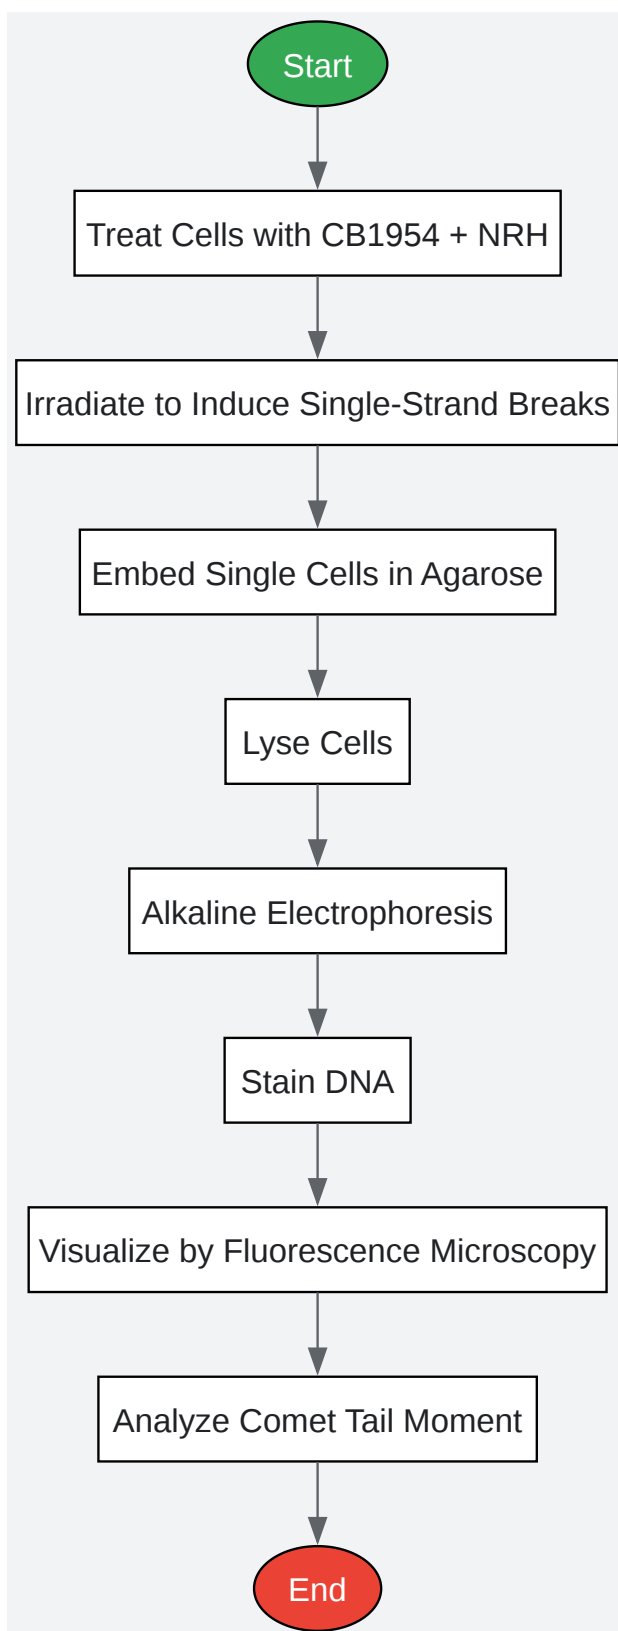 Start
Treat Cells with CB1954 + NRH
Irradiate to Induce Single-Strand Breaks
Embed Single Cells in Agarose
Lyse Cells
Alkaline Electrophoresis
Stain DNA
Visualize by Fluorescence Microscopy
Analyze Comet Tail Moment
End